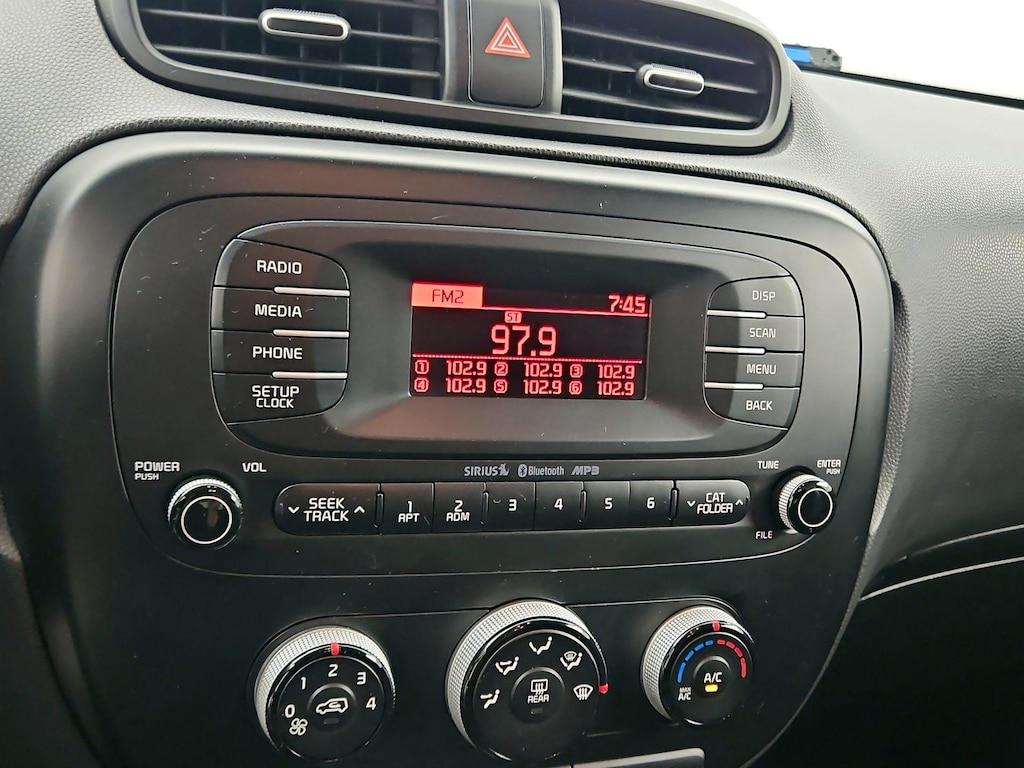 RADIO
MEDIA
PHONE
SETUP
CLOCK
FM2 7:45
ST
97.9
1 102.9 2 102.9 3 102.9
4 102.9 5 102.9 6 102.9
DISP
SCAN
MENU
BACK
POWER
PUSH
VOL
SIRIUS Bluetooth MP3
TUNE
ENTER
PUSH
SEEK
TRACK
1
RPT
2
RDM
3
4
5
6
CAT
FOLDER
FILE
0 1 2 3 4
REAR
A/C
MAX
A/C